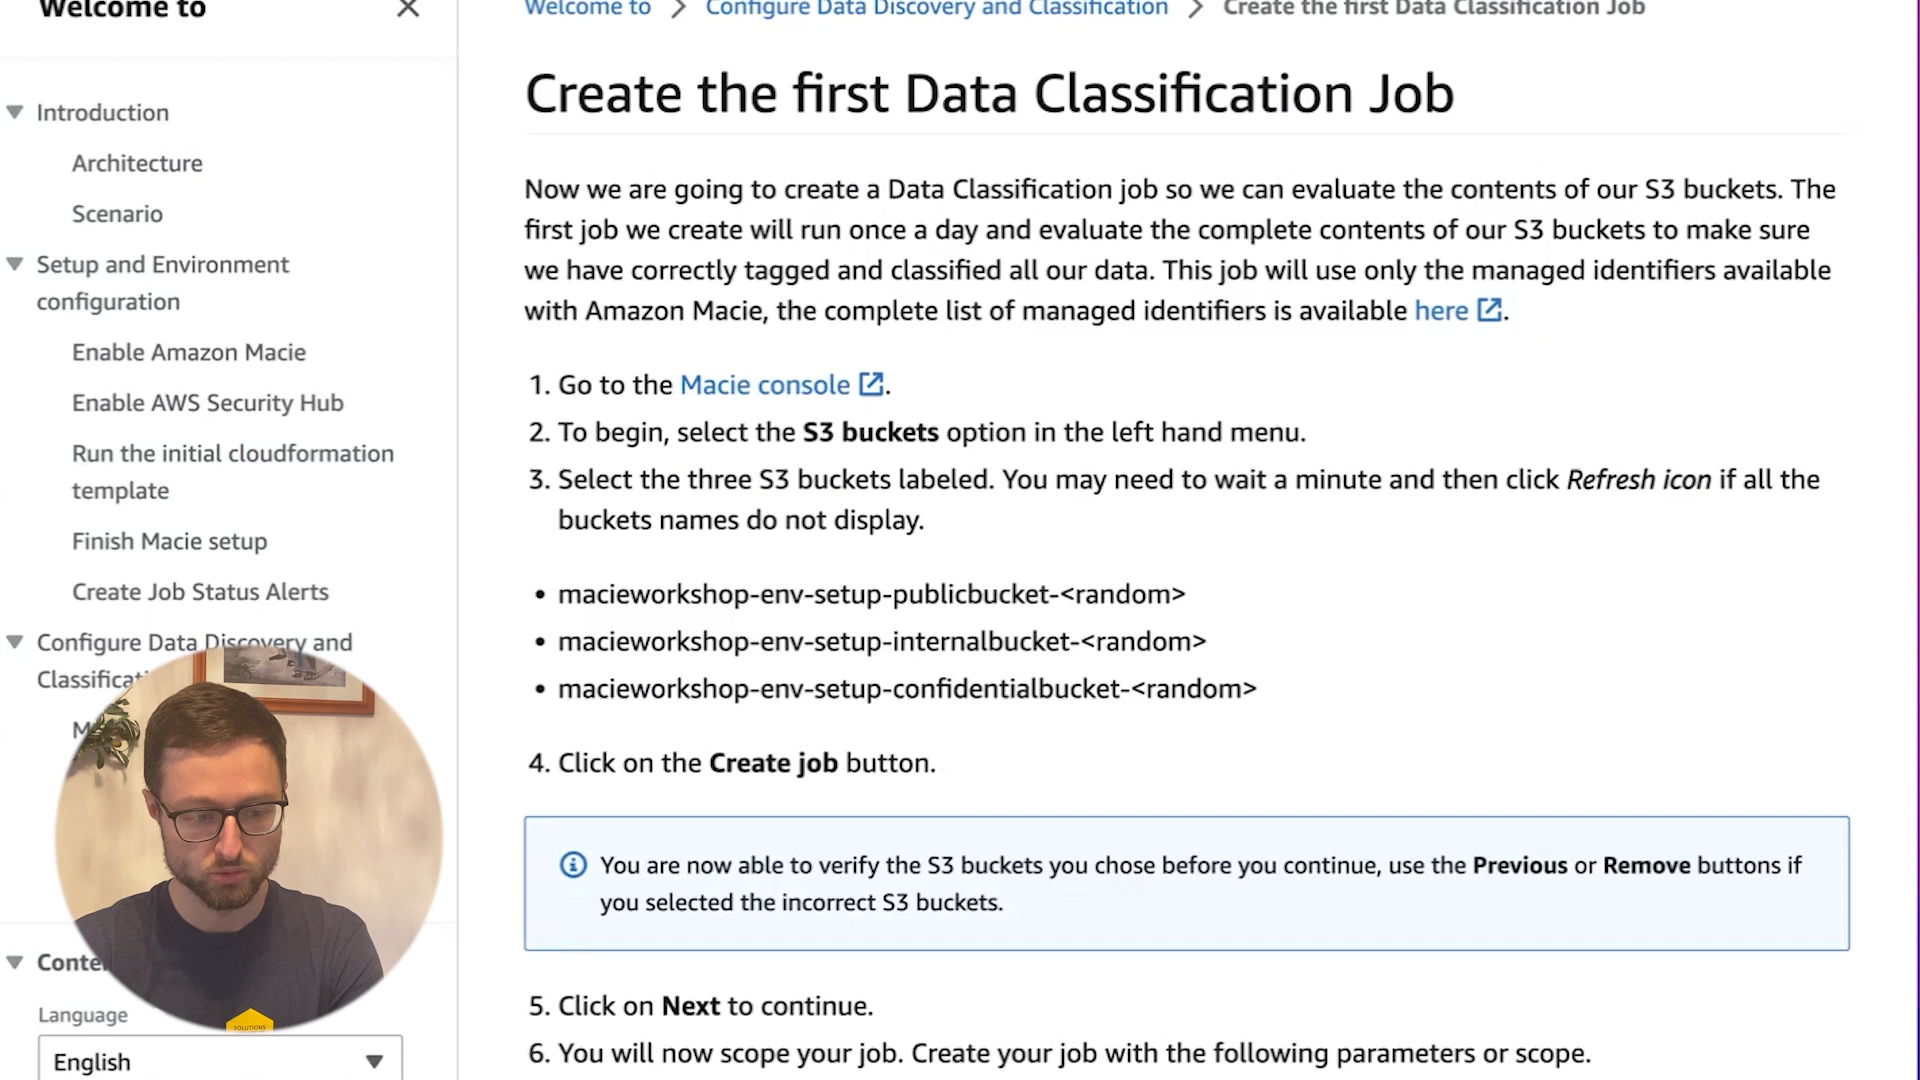 Welcome to
Welcome to > Configure Data Discovery and Classification > Create the first Data Classification Job
Introduction
Architecture
Scenario
Setup and Environment
configuration
Enable Amazon Macie
Enable AWS Security Hub
Run the initial cloudformation
template
Finish Macie setup
Create Job Status Alerts
Configure Data Discovery and
Language
English
Create the first Data Classification Job
Now we are going to create a Data Classification job so we can evaluate the contents of our S3 buckets. The
first job we create will run once a day and evaluate the complete contents of our S3 buckets to make sure
we have correctly tagged and classified all our data. This job will use only the managed identifiers available
with Amazon Macie, the complete list of managed identifiers is available here.
1. Go to the Macie console.
2. To begin, select the S3 buckets option in the left hand menu.
3. Select the three S3 buckets labeled. You may need to wait a minute and then click Refresh icon if all the
buckets names do not display.
• macieworkshop-env-setup-publicbucket-<random>
• macieworkshop-env-setup-internalbucket-<random>
• macieworkshop-env-setup-confidentialbucket-<random>
4. Click on the Create job button.
You are now able to verify the S3 buckets you chose before you continue, use the Previous or Remove buttons if
you selected the incorrect S3 buckets.
5. Click on Next to continue.
6. You will now scope your job. Create your job with the following parameters or scope.
SOLUTIONS